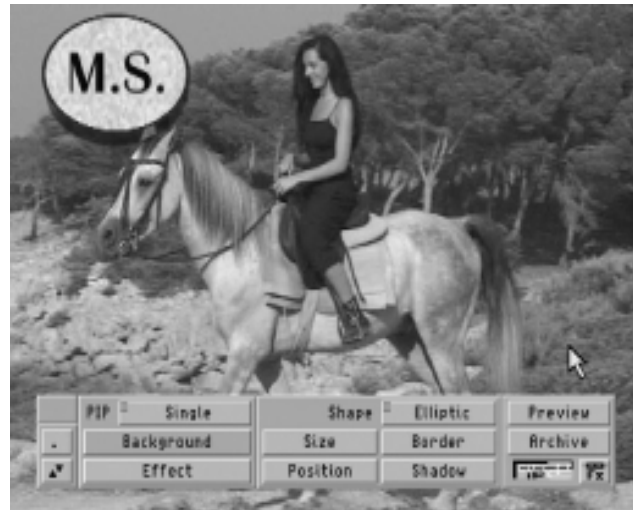 M.S.
PIP Single Shape Elliptic Preview
. Background Size Border Archive
Effect Position Shadow